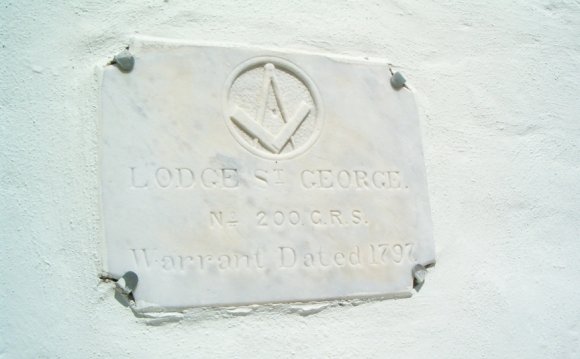 LODGE ST GEORGE.
No 200. G.R.S.
Warrant Dated 1797.